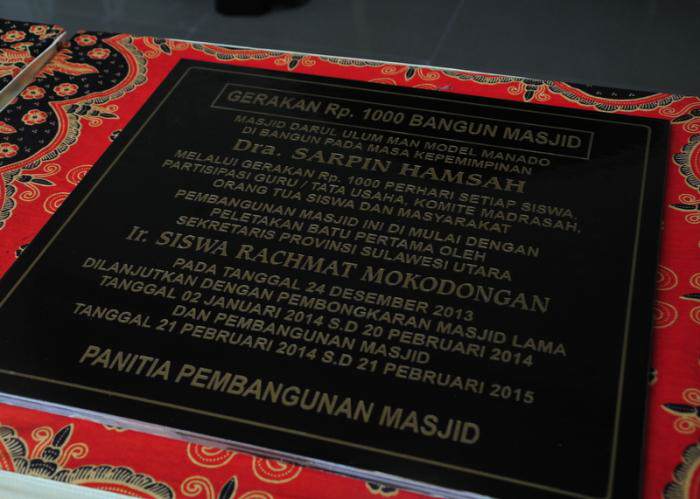 GERAKAN Rp. 1000 BANGUN MASJID
MASJID DARUL ULUM MAN MODEL MANADO
DI BANGUN PADA MASA KEPEMIMPINAN
Dra. SARPIN HAMSAH
MELALUI GERAKAN Rp. 1000 PERHARI SETIAP SISWA,
PARTISIPASI GURU / TATA USAHA, KOMITE MADRASAH,
ORANG TUA SISWA DAN MASYARAKAT
PEMBANGUNAN MASJID INI DI MULAI DENGAN
PELETAKAN BATU PERTAMA OLEH
SEKRETARIS PROVINSI SULAWESI UTARA
Ir. SISWA RACHMAT MOKODONGAN
PADA TANGGAL 24 DESEMBER 2013
DILANJUTKAN DENGAN PEMBONGKARAN MASJID LAMA
TANGGAL 02 JANUARI 2014 S.D 20 PEBRUARI 2014
DAN PEMBANGUNAN MASJID
TANGGAL 21 PEBRUARI 2014 S.D 21 PEBRUARI 2015
PANITIA PEMBANGUNAN MASJID